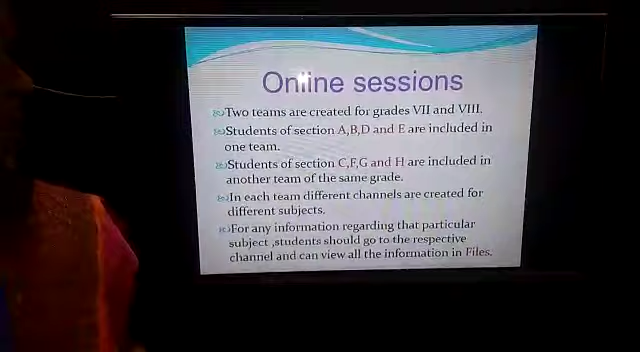 Online sessions
Two teams are created for grades VII and VIII.
Students of section A,B,D and E are included in
one team.
Students of section C,F,G and H are included in
another team of the same grade.
In each team different channels are created for
different subjects.
For any information regarding that particular
subject ,students should go to the respective
channel and can view all the information in Files.